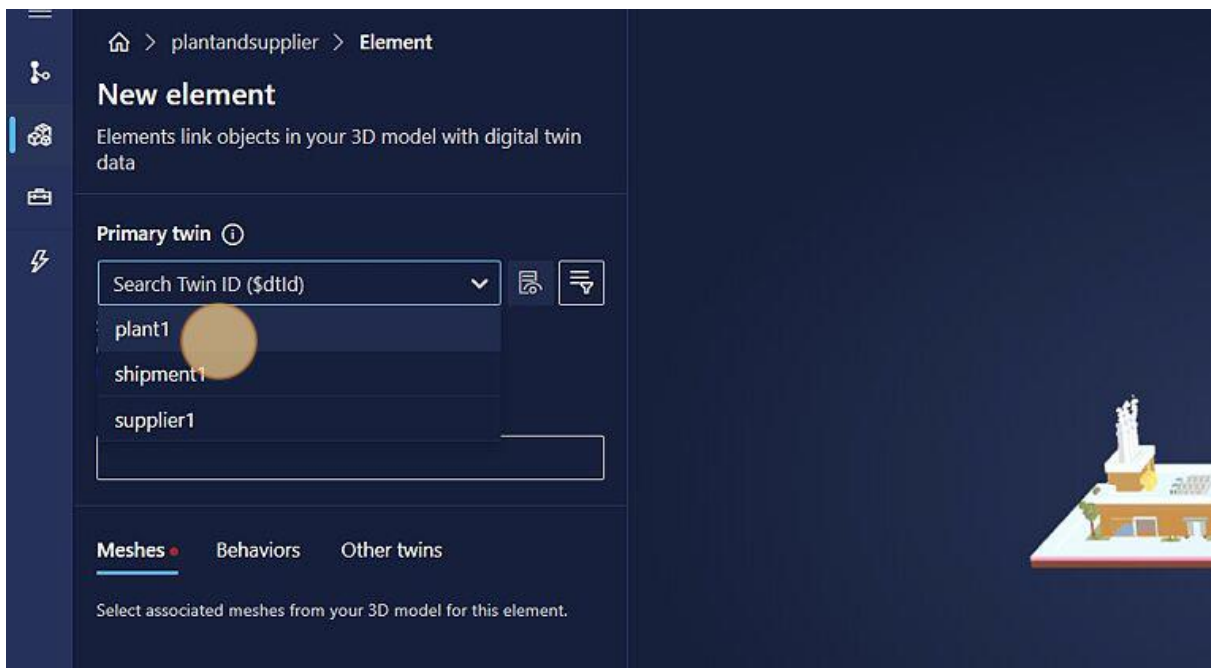 plantandsupplier > Element
New element
Elements link objects in your 3D model with digital twin
data
Primary twin
Search Twin ID ($dtId)
plant1
shipment1
supplier1
Meshes Behaviors Other twins
Select associated meshes from your 3D model for this element.